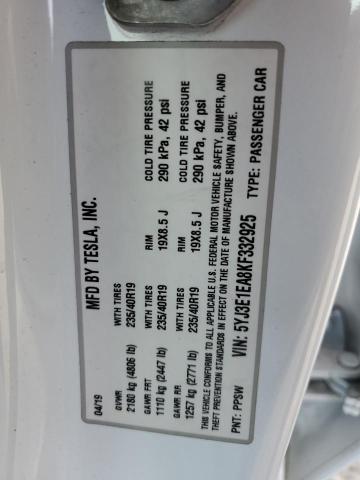 MFD BY TESLA, INC.
04/19
GVWR WITH TIRES RIM COLD TIRE PRESSURE
2180 kg (4806 lb) 235/40R19 19X8.5 J 290 kPa, 42 psi
GAWR FRT WITH TIRES RIM COLD TIRE PRESSURE
1110 kg (2447 lb) 235/40R19 19X8.5 J 290 kPa, 42 psi
GAWR RR
1257 kg (2771 lb) 235/40R19
THIS VEHICLE CONFORMS TO ALL APPLICABLE U.S. FEDERAL MOTOR VEHICLE SAFETY, BUMPER, AND
THEFT PREVENTION STANDARDS IN EFFECT ON THE DATE OF MANUFACTURE SHOWN ABOVE.
PNT: PPSW VIN: 5YJ3E1EA8KF332925 TYPE: PASSENGER CAR